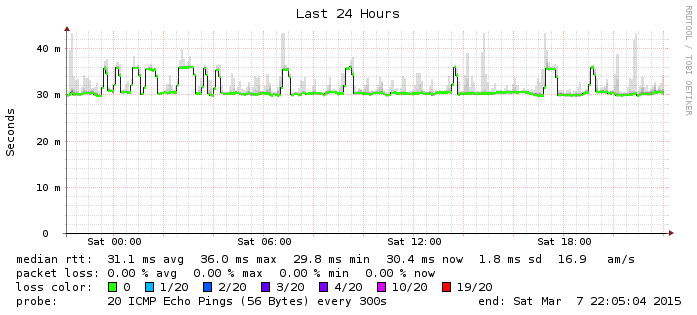 Last 24 Hours
RRDTOOL / TOBI OETIKER
Seconds
40 m
30 m
20 m
10 m
0
Sat 00:00 Sat 06:00 Sat 12:00 Sat 18:00
median rtt: 31.1 ms avg 36.0 ms max 29.8 ms min 30.4 ms now 1.8 ms sd 16.9 am/s
packet loss: 0.00 % avg 0.00 % max 0.00 % min 0.00 % now
loss color: 0 1/20 2/20 3/20 4/20 10/20 19/20
probe: 20 ICMP Echo Pings (56 Bytes) every 300s end: Sat Mar 7 22:05:04 2015